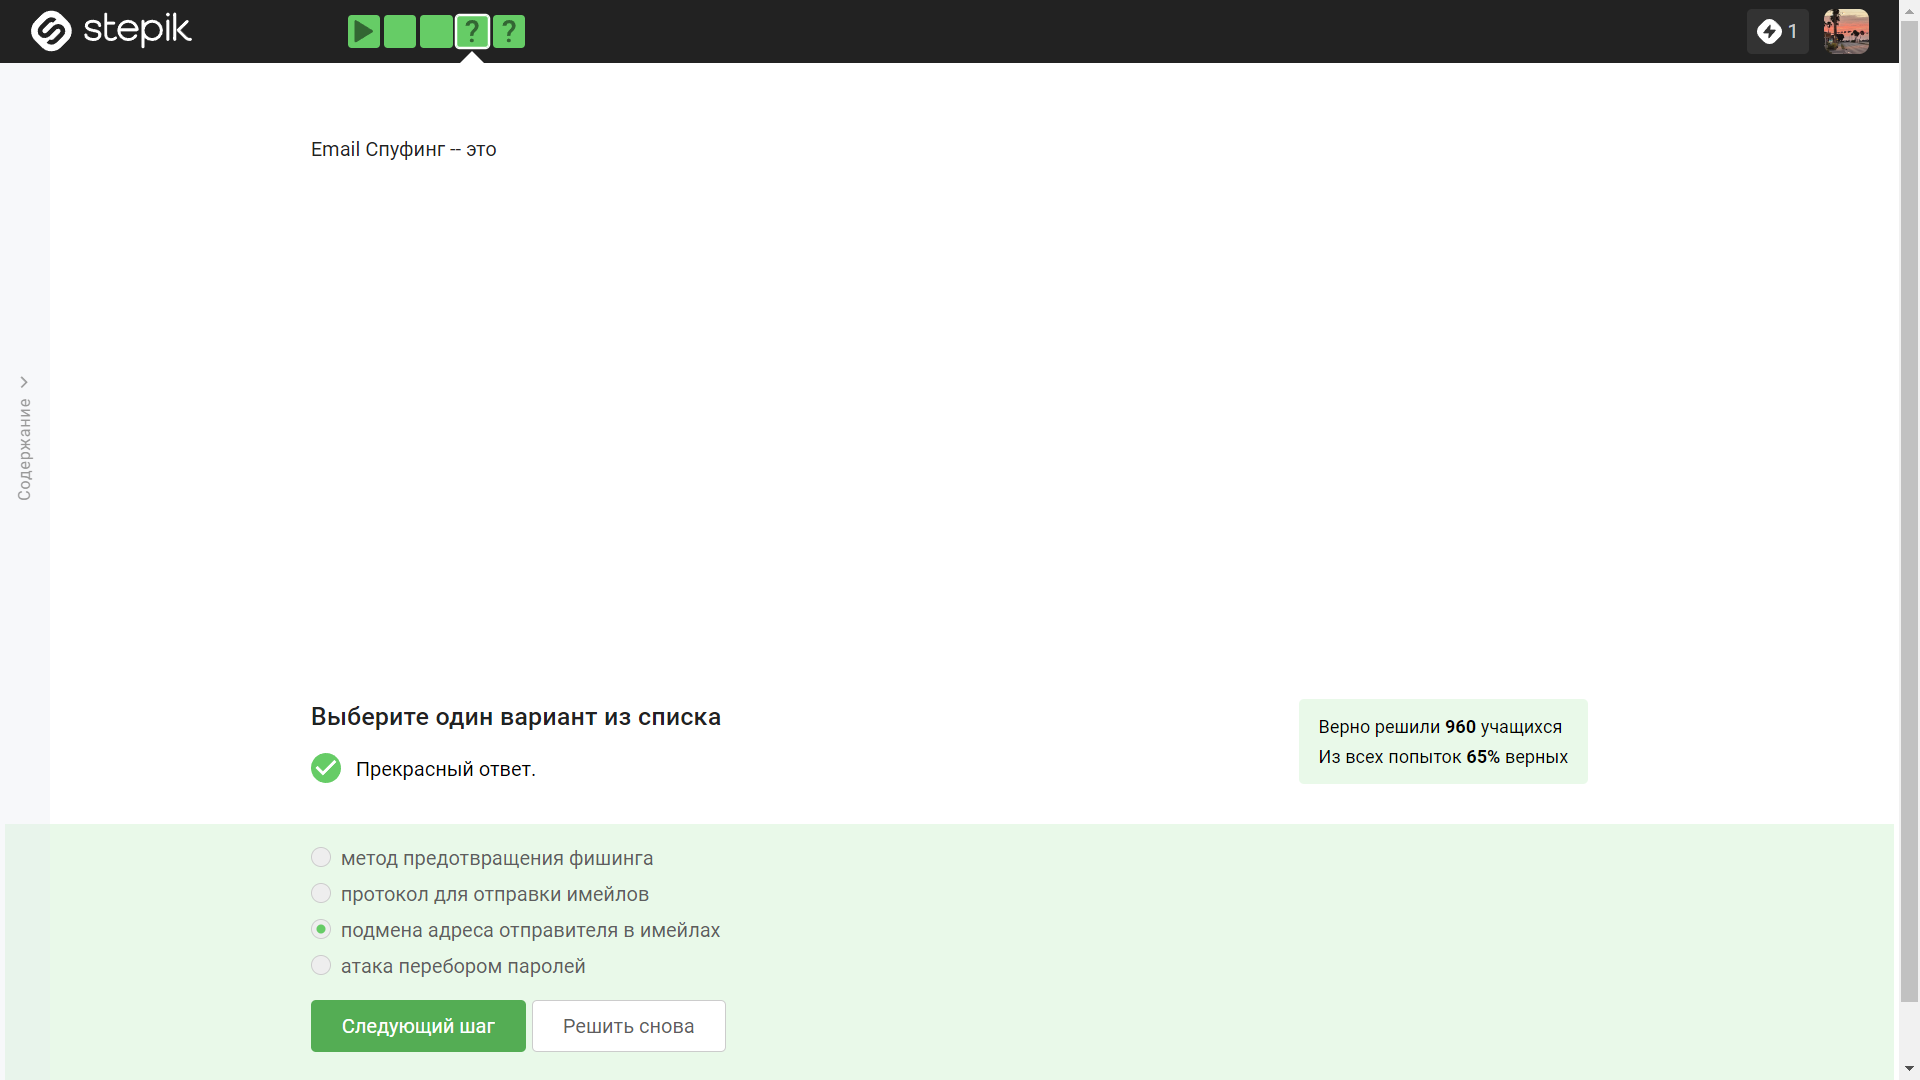 stepik
? ?
1
Содержание
Email Спуфинг -- это
Выберите один вариант из списка
Прекрасный ответ.
Верно решили 960 учащихся
Из всех попыток 65% верных
метод предотвращения фишинга
протокол для отправки имейлов
подмена адреса отправителя в имейлах
атака перебором паролей
Следующий шаг
Решить снова